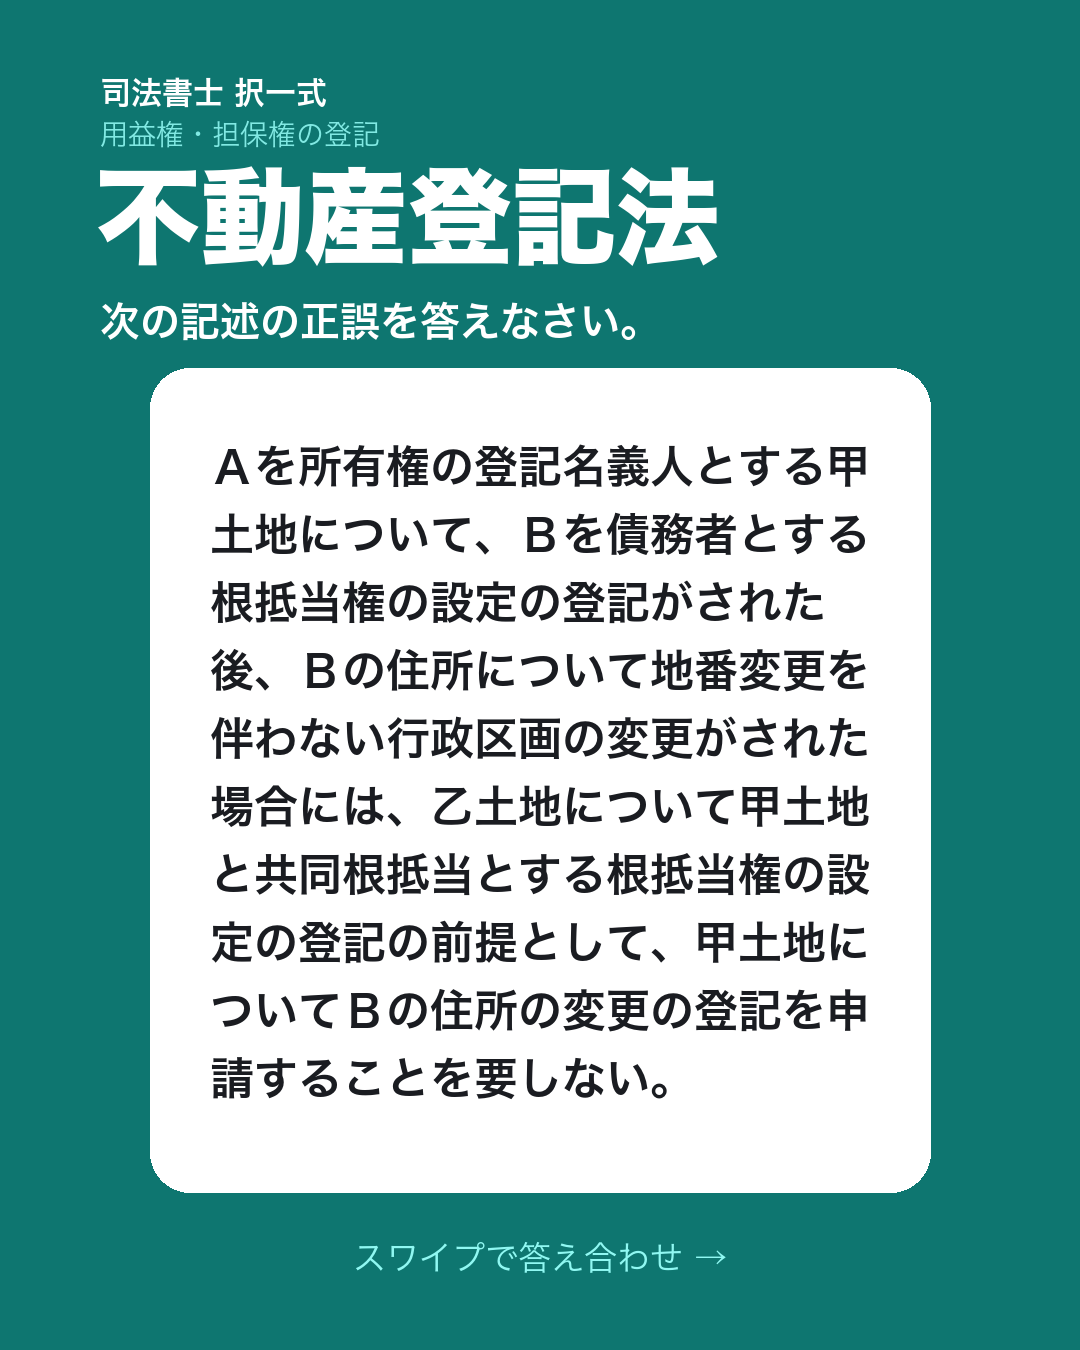 司法書士 択一式
用益権・担保権の登記
不動産登記法
次の記述の正誤を答えなさい。
Ａを所有権の登記名義人とする甲
土地について、Ｂを債務者とする
根抵当権の設定の登記がされた
後、Ｂの住所について地番変更を
伴わない行政区画の変更がされた
場合には、乙土地について甲土地
と共同根抵当とする根抵当権の設
定の登記の前提として、甲土地に
ついてＢの住所の変更の登記を申
請することを要しない。
スワイプで答え合わせ →